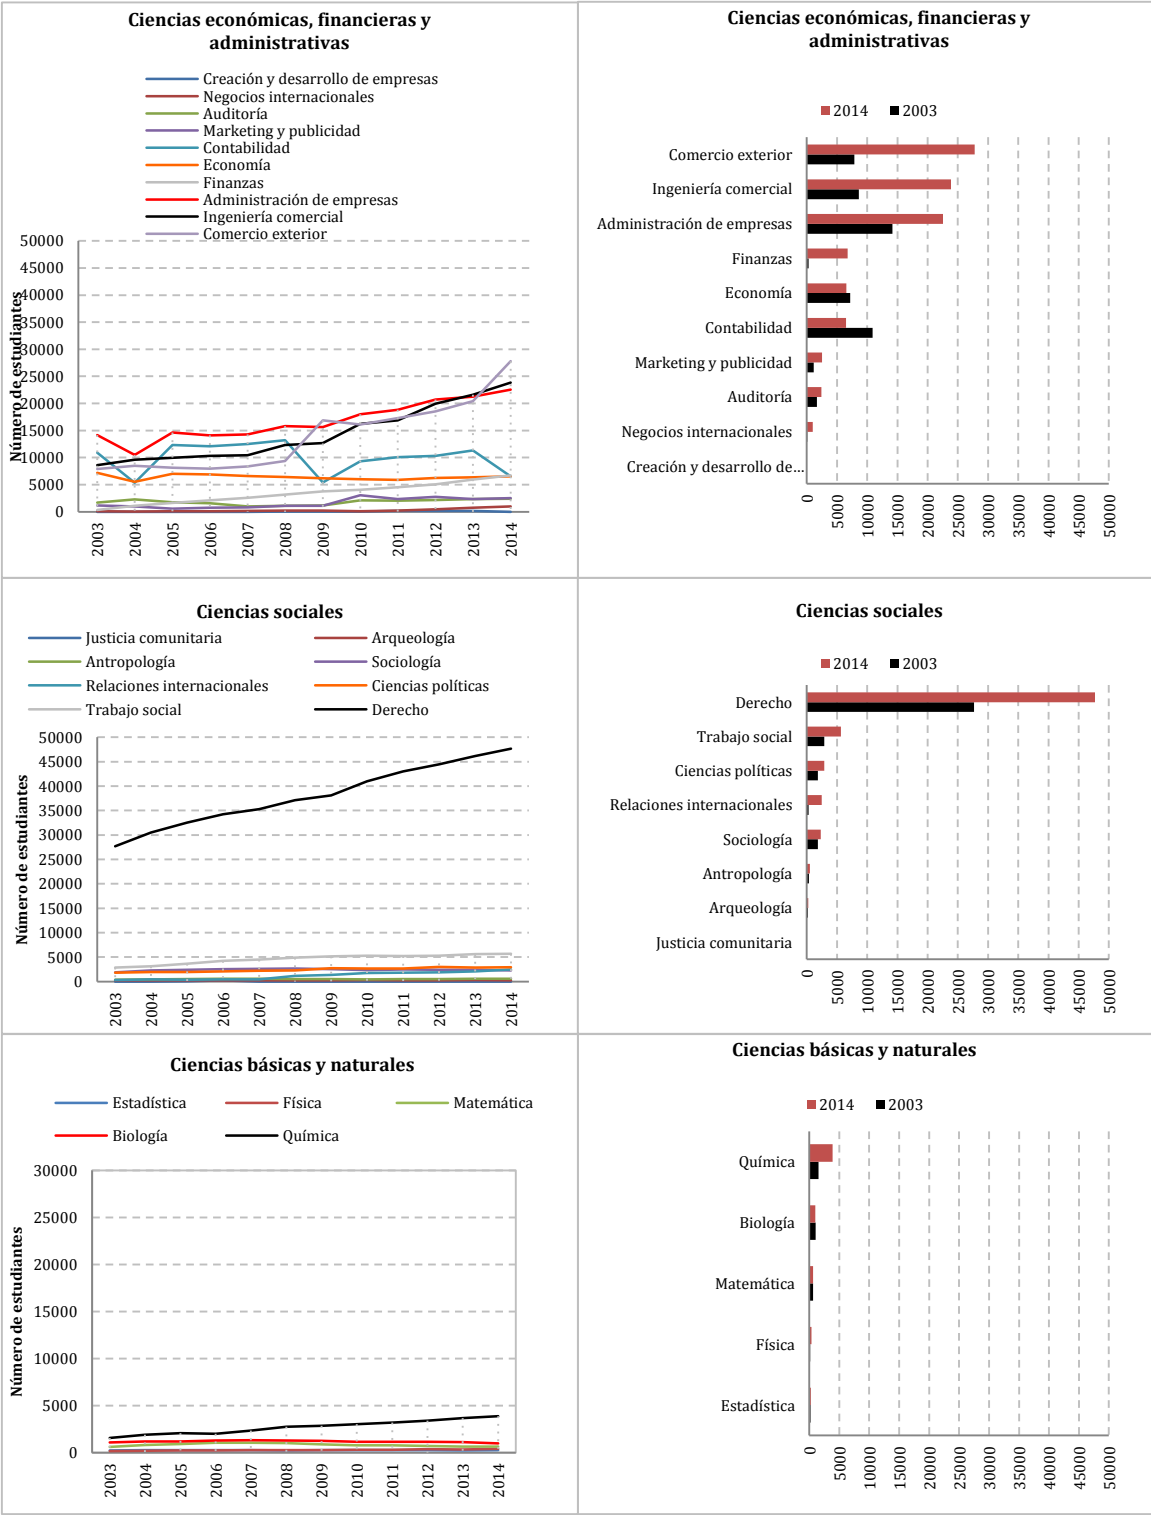 Ciencias económicas, financieras y
administrativas
Creación y desarrollo de empresas
Negocios internacionales
Auditoría
Marketing y publicidad
Contabilidad
Economía
Finanzas
Administración de empresas
Ingeniería comercial
Comercio exterior
50000
45000
40000
35000
30000
25000
20000
15000
10000
5000
0
Número de estudiantes
2003 2004 2005 2006 2007 2008 2009 2010 2011 2012 2013 2014
Ciencias económicas, financieras y
administrativas
2014 2003
Comercio exterior
Ingeniería comercial
Administración de empresas
Finanzas
Economía
Contabilidad
Marketing y publicidad
Auditoría
Negocios internacionales
Creación y desarrollo de...
0 5000 10000 15000 20000 25000 30000 35000 40000 45000 50000
Ciencias sociales
Justicia comunitaria Arqueología
Antropología Sociología
Relaciones internacionales Ciencias políticas
Trabajo social Derecho
50000
45000
40000
35000
30000
25000
20000
15000
10000
5000
0
Número de estudiantes
2003 2004 2005 2006 2007 2008 2009 2010 2011 2012 2013 2014
Ciencias sociales
2014 2003
Derecho
Trabajo social
Ciencias políticas
Relaciones internacionales
Sociología
Antropología
Arqueología
Justicia comunitaria
0 5000 10000 15000 20000 25000 30000 35000 40000 45000 50000
Ciencias básicas y naturales
Estadística Física Matemática
Biología Química
30000
25000
20000
15000
10000
5000
0
Número de estudiantes
2003 2004 2005 2006 2007 2008 2009 2010 2011 2012 2013 2014
Ciencias básicas y naturales
2014 2003
Química
Biología
Matemática
Física
Estadística
0 5000 10000 15000 20000 25000 30000 35000 40000 45000 50000